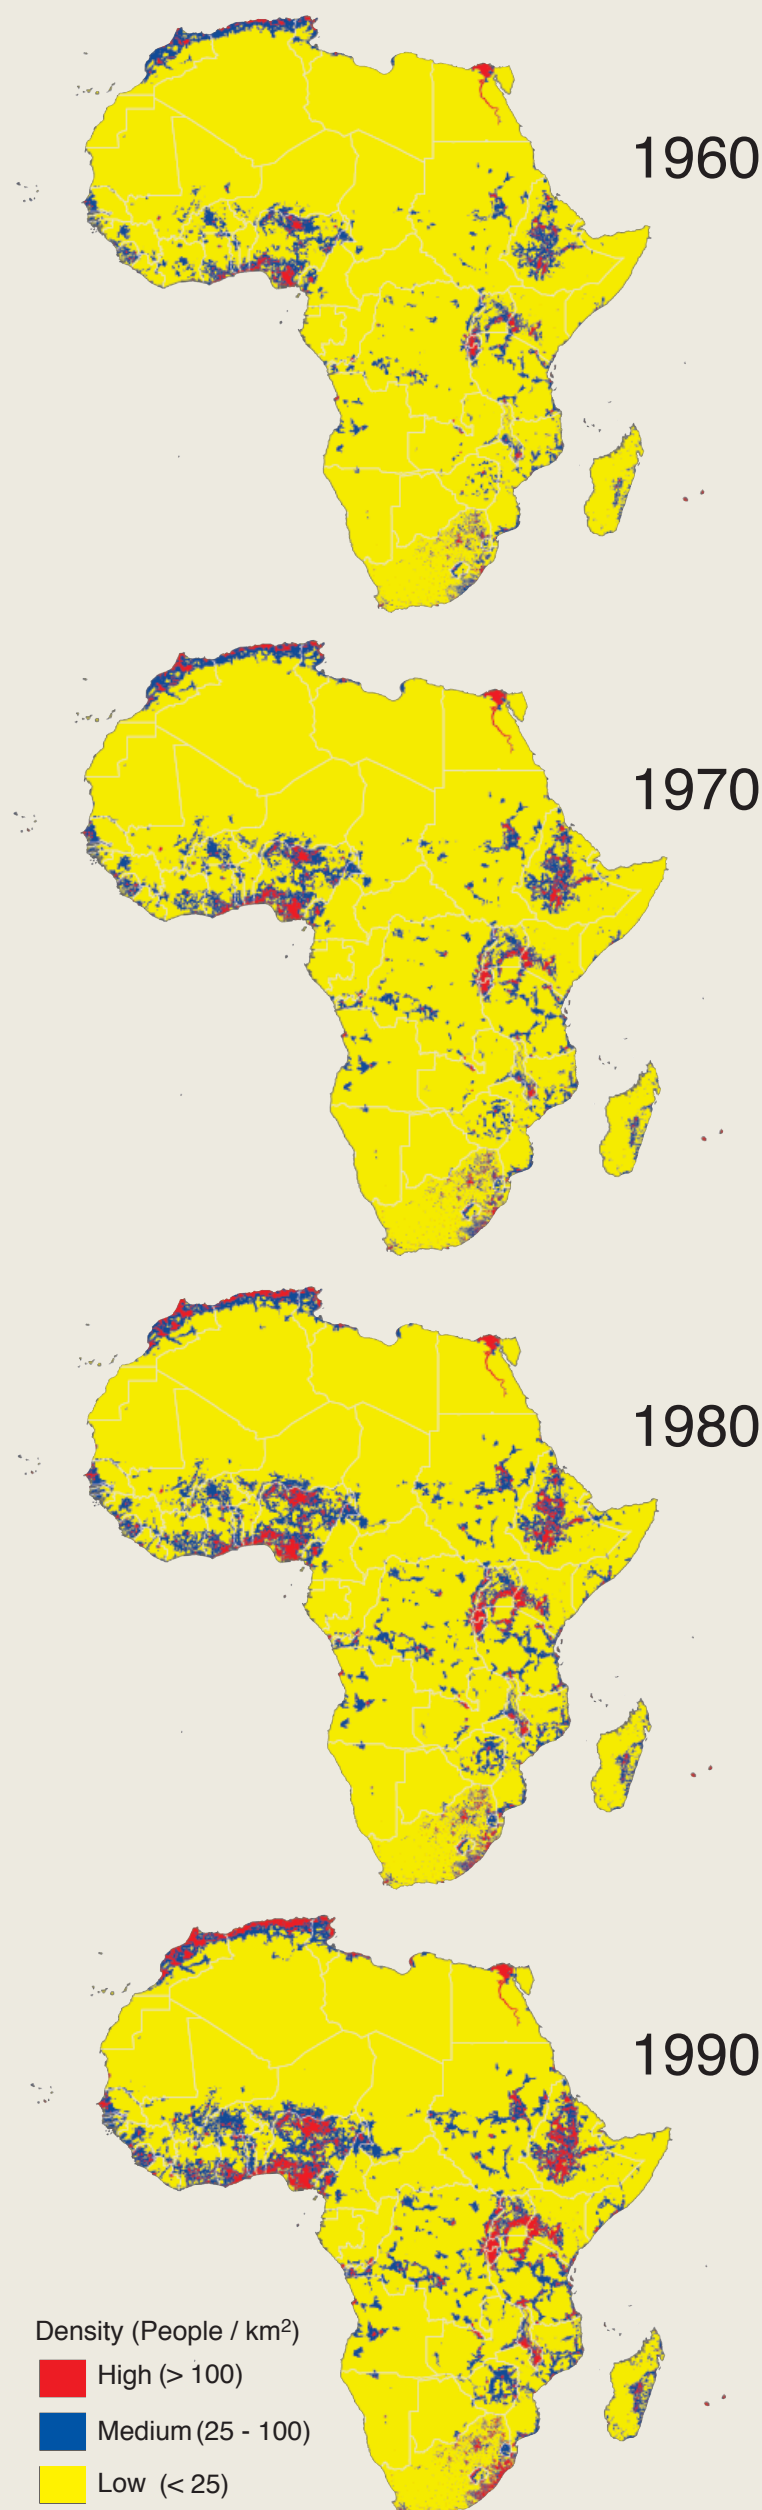 1960
1970
1980
1990
Density (People / km²)
High (> 100)
Medium (25 - 100)
Low (< 25)